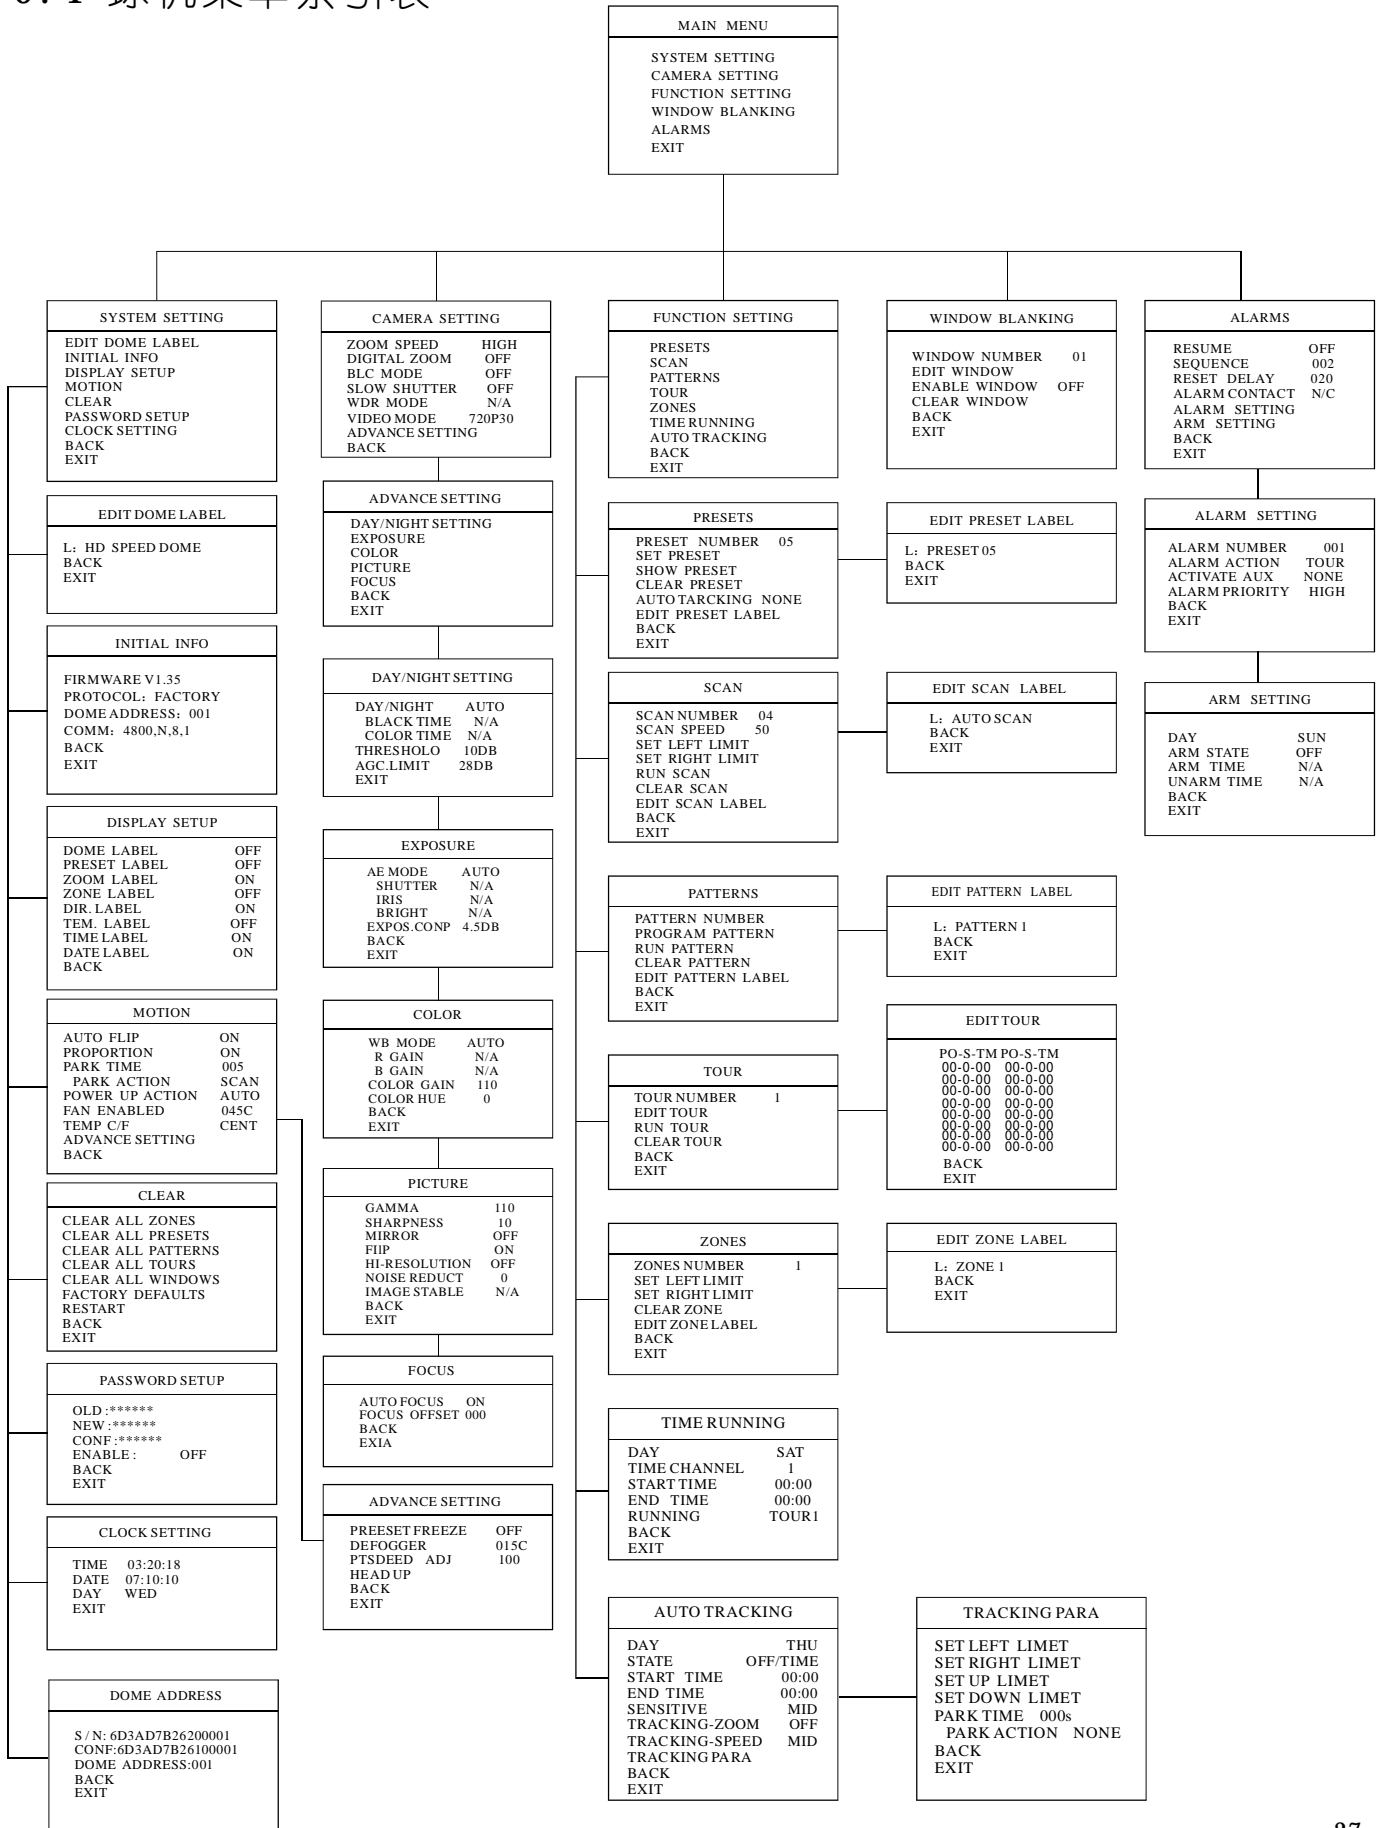 MAIN MENU
SYSTEM SETTING
CAMERA SETTING
FUNCTION SETTING
WINDOW BLANKING
ALARMS
EXIT
SYSTEM SETTING
EDIT DOME LABEL
INITIAL INFO
DISPLAY SETUP
MOTION
CLEAR
PASSWORD SETUP
CLOCK SETTING
BACK
EXIT
EDIT DOME LABEL
L: HD SPEED DOME
BACK
EXIT
INITIAL INFO
FIRMWARE V1.35
PROTOCOL: FACTORY
DOME ADDRESS: 001
COMM: 4800,N,8,1
BACK
EXIT
DISPLAY SETUP
DOME LABEL OFF
PRESET LABEL OFF
ZOOM LABEL ON
ZONE LABEL OFF
DIR. LABEL ON
TEM. LABEL OFF
TIME LABEL ON
DATE LABEL ON
BACK
MOTION
AUTO FLIP ON
PROPORTION ON
PARK TIME 005
PARK ACTION SCAN
POWER UP ACTION AUTO
FAN ENABLED 045C
TEMP C/F CENT
ADVANCE SETTING
BACK
CLEAR
CLEAR ALL ZONES
CLEAR ALL PRESETS
CLEAR ALL PATTERNS
CLEAR ALL TOURS
CLEAR ALL WINDOWS
FACTORY DEFAULTS
RESTART
BACK
EXIT
PASSWORD SETUP
OLD :******
NEW :******
CONF :******
ENABLE : OFF
BACK
EXIT
CLOCK SETTING
TIME 03:20:18
DATE 07:10:10
DAY WED
EXIT
DOME ADDRESS
S / N: 6D3AD7B26200001
CONF:6D3AD7B26100001
DOME ADDRESS:001
BACK
EXIT
CAMERA SETTING
ZOOM SPEED HIGH
DIGITAL ZOOM OFF
BLC MODE OFF
SLOW SHUTTER OFF
WDR MODE N/A
VIDEO MODE 720P30
ADVANCE SETTING
BACK
ADVANCE SETTING
DAY/NIGHT SETTING
EXPOSURE
COLOR
PICTURE
FOCUS
BACK
EXIT
DAY/NIGHT SETTING
DAY/NIGHT AUTO
BLACK TIME N/A
COLOR TIME N/A
THRESHOLO 10DB
AGC.LIMIT 28DB
EXIT
EXPOSURE
AE MODE AUTO
SHUTTER N/A
IRIS N/A
BRIGHT N/A
EXPOS.CONP 4.5DB
BACK
EXIT
COLOR
WB MODE AUTO
R GAIN N/A
B GAIN N/A
COLOR GAIN 110
COLOR HUE 0
BACK
EXIT
PICTURE
GAMMA 110
SHARPNESS 10
MIRROR OFF
FIIP ON
HI-RESOLUTION OFF
NOISE REDUCT 0
IMAGE STABLE N/A
BACK
EXIT
FOCUS
AUTO FOCUS ON
FOCUS OFFSET 000
BACK
EXIA
ADVANCE SETTING
PREESET FREEZE OFF
DEFOGGER 015C
PTSDEED ADJ 100
HEAD UP
BACK
EXIT
FUNCTION SETTING
PRESETS
SCAN
PATTERNS
TOUR
ZONES
TIME RUNNING
AUTO TRACKING
BACK
EXIT
PRESETS
PRESET NUMBER 05
SET PRESET
SHOW PRESET
CLEAR PRESET
AUTO TARCKING NONE
EDIT PRESET LABEL
BACK
EXIT
SCAN
SCAN NUMBER 04
SCAN SPEED 50
SET LEFT LIMIT
SET RIGHT LIMIT
RUN SCAN
CLEAR SCAN
EDIT SCAN LABEL
BACK
EXIT
PATTERNS
PATTERN NUMBER
PROGRAM PATTERN
RUN PATTERN
CLEAR PATTERN
EDIT PATTERN LABEL
BACK
EXIT
TOUR
TOUR NUMBER 1
EDIT TOUR
RUN TOUR
CLEAR TOUR
BACK
EXIT
ZONES
ZONES NUMBER 1
SET LEFT LIMIT
SET RIGHT LIMIT
CLEAR ZONE
EDIT ZONE LABEL
BACK
EXIT
TIME RUNNING
DAY SAT
TIME CHANNEL 1
START TIME 00:00
END TIME 00:00
RUNNING TOUR1
BACK
EXIT
AUTO TRACKING
DAY THU
STATE OFF/TIME
START TIME 00:00
END TIME 00:00
SENSITIVE MID
TRACKING-ZOOM OFF
TRACKING-SPEED MID
TRACKING PARA
BACK
EXIT
WINDOW BLANKING
WINDOW NUMBER 01
EDIT WINDOW
ENABLE WINDOW OFF
CLEAR WINDOW
BACK
EXIT
EDIT PRESET LABEL
L: PRESET 05
BACK
EXIT
EDIT SCAN LABEL
L: AUTO SCAN
BACK
EXIT
EDIT PATTERN LABEL
L: PATTERN 1
BACK
EXIT
EDIT TOUR
PO-S-TM PO-S-TM
00-0-00 00-0-00
00-0-00 00-0-00
00-0-00 00-0-00
00-0-00 00-0-00
00-0-00 00-0-00
00-0-00 00-0-00
00-0-00 00-0-00
00-0-00 00-0-00
BACK
EXIT
EDIT ZONE LABEL
L: ZONE 1
BACK
EXIT
TRACKING PARA
SET LEFT LIMET
SET RIGHT LIMET
SET UP LIMET
SET DOWN LIMET
PARK TIME 000s
PARK ACTION NONE
BACK
EXIT
ALARMS
RESUME OFF
SEQUENCE 002
RESET DELAY 020
ALARM CONTACT N/C
ALARM SETTING
ARM SETTING
BACK
EXIT
ALARM SETTING
ALARM NUMBER 001
ALARM ACTION TOUR
ACTIVATE AUX NONE
ALARM PRIORITY HIGH
BACK
EXIT
ARM SETTING
DAY SUN
ARM STATE OFF
ARM TIME N/A
UNARM TIME N/A
BACK
EXIT